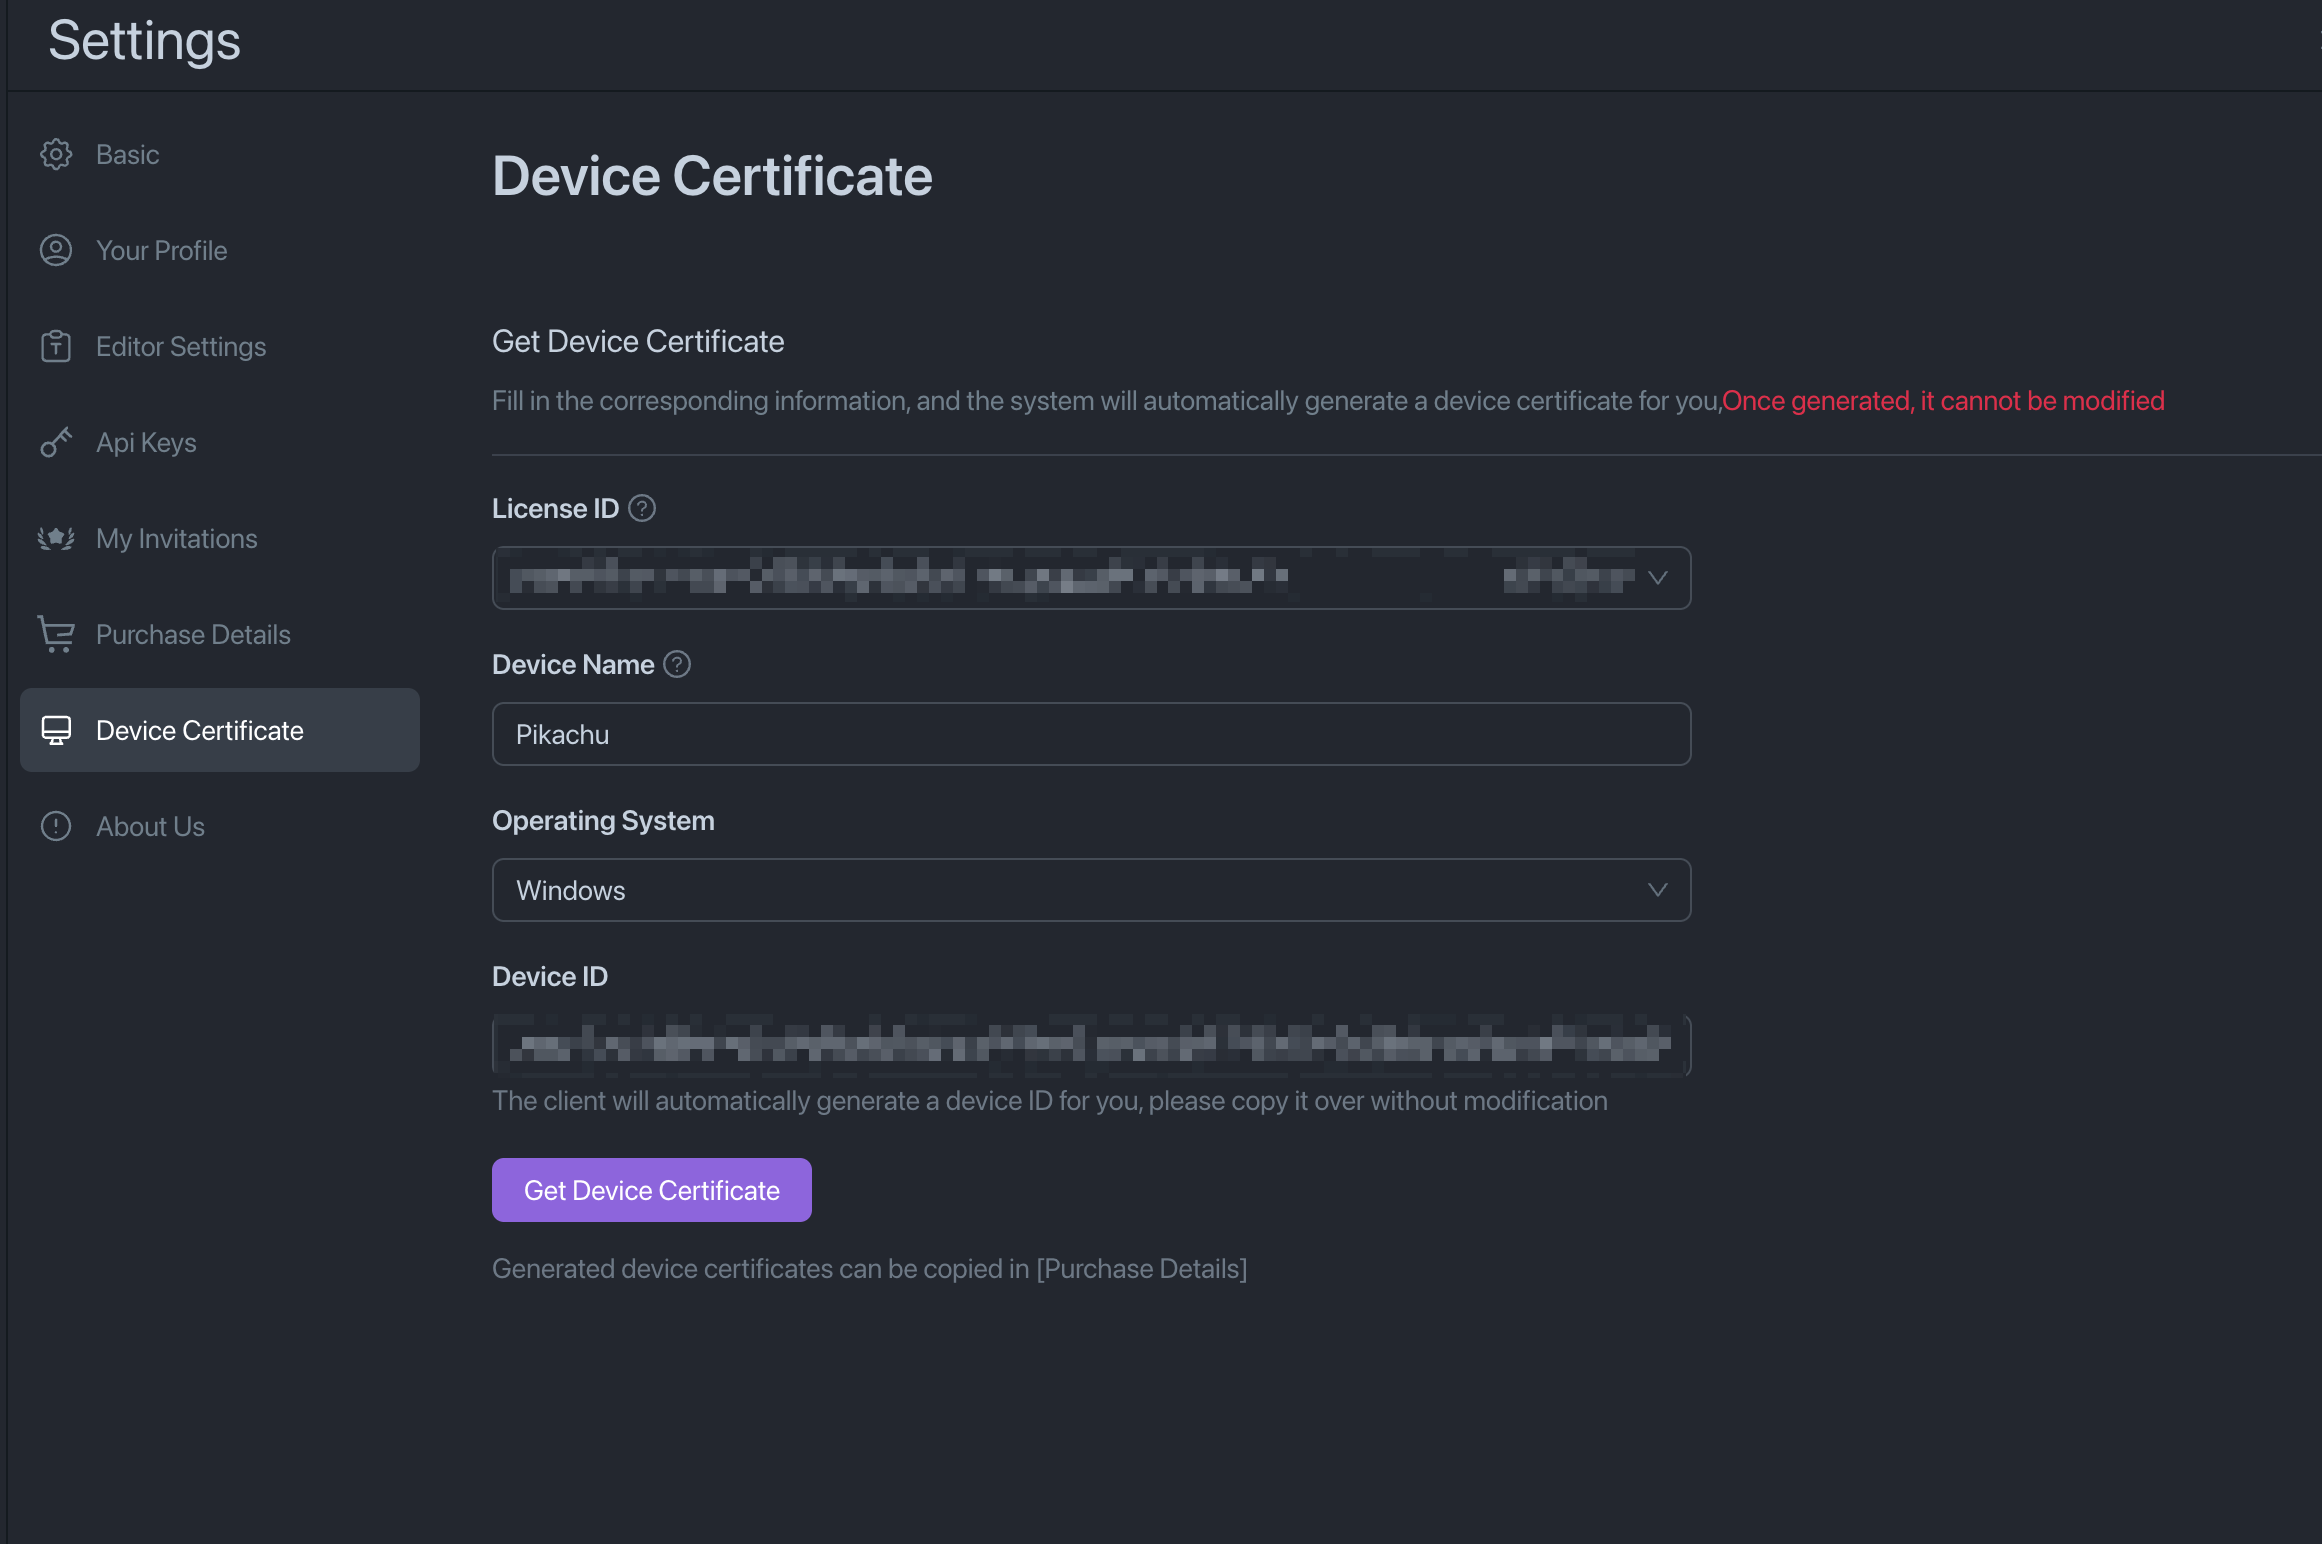 Settings
Basic
Your Profile
Editor Settings
Api Keys
My Invitations
Purchase Details
Device Certificate
About Us
Device Certificate
Get Device Certificate
Fill in the corresponding information, and the system will automatically generate a device certificate for you,Once generated, it cannot be modified
License ID
Device Name
Pikachu
Operating System
Windows
Device ID
The client will automatically generate a device ID for you, please copy it over without modification
Get Device Certificate
Generated device certificates can be copied in [Purchase Details]